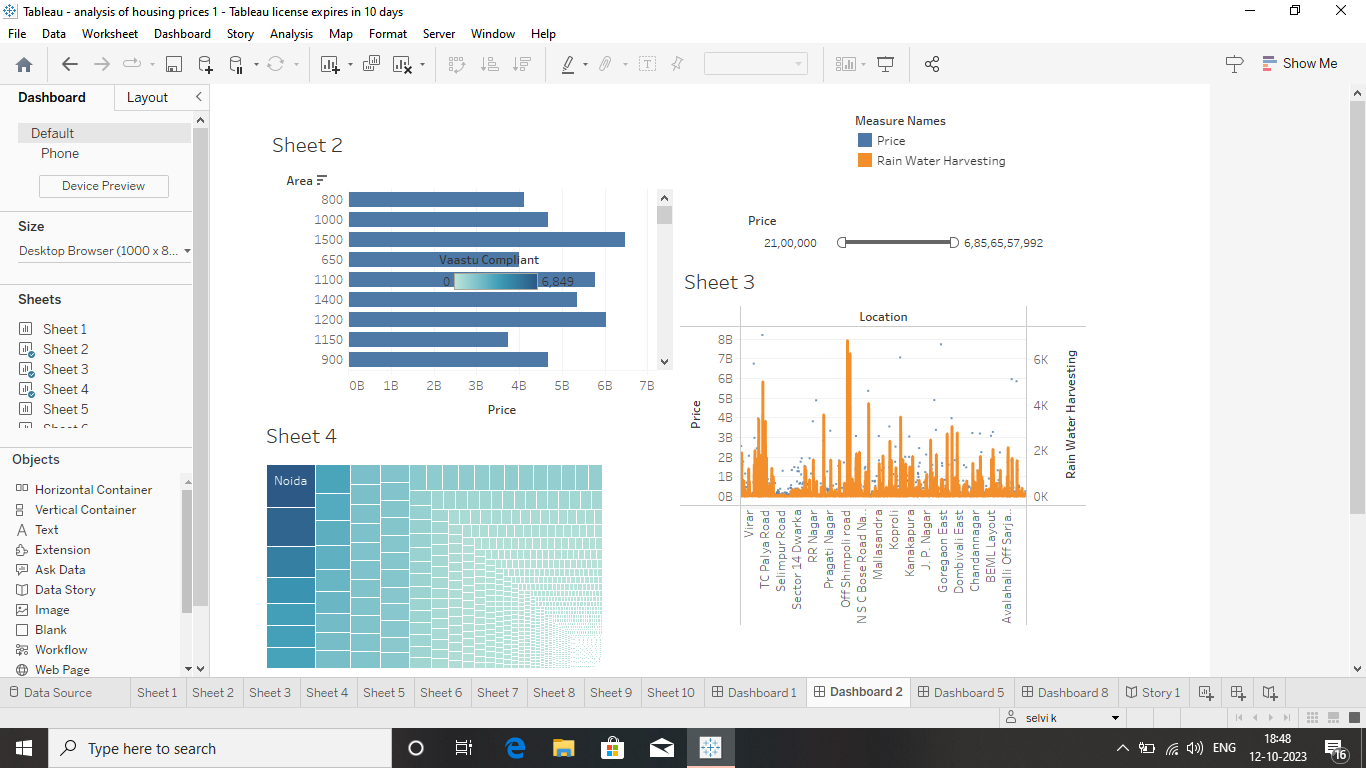 Tableau - analysis of housing prices 1 - Tableau license expires in 10 days
File Data Worksheet Dashboard Story Analysis Map Format Server Window Help
Show Me
Dashboard Layout
Default
Phone
Device Preview
Size
Desktop Browser (1000 x 8...
Sheets
Sheet 1
Sheet 2
Sheet 3
Sheet 4
Sheet 5
Objects
Horizontal Container
Vertical Container
Text
Extension
Ask Data
Data Story
Image
Blank
Workflow
Web Page
Sheet 2
Area
800
1000
1500
650
1100
1400
1200
1150
900
Vaastu Compliant
0 6,849
0B 1B 2B 3B 4B 5B 6B 7B
Price
Measure Names
Price
Rain Water Harvesting
Price
21,00,000 6,85,65,57,992
Sheet 3
Location
8B
7B
6B
5B
4B
3B
2B
1B
0B
Price
6K
4K
2K
0K
Rain Water Harvesting
Virar
TC Palya Road
Selimpur Road
Sector 14 Dwarka
RR Nagar
Pragati Nagar
Off Shimpoli road
N S C Bose Road Na..
Mallasandra
Koproli
Kanakapura
J. P. Nagar
Goregaon East
Dombivali East
Chandannagar
BEML Layout
Avalahalli Off Sarja..
Sheet 4
Noida
Data Source Sheet 1 Sheet 2 Sheet 3 Sheet 4 Sheet 5 Sheet 6 Sheet 7 Sheet 8 Sheet 9 Sheet 10 Dashboard 1 Dashboard 2 Dashboard 5 Dashboard 8 Story 1
selvi k
Type here to search
ENG
18:48
12-10-2023
16